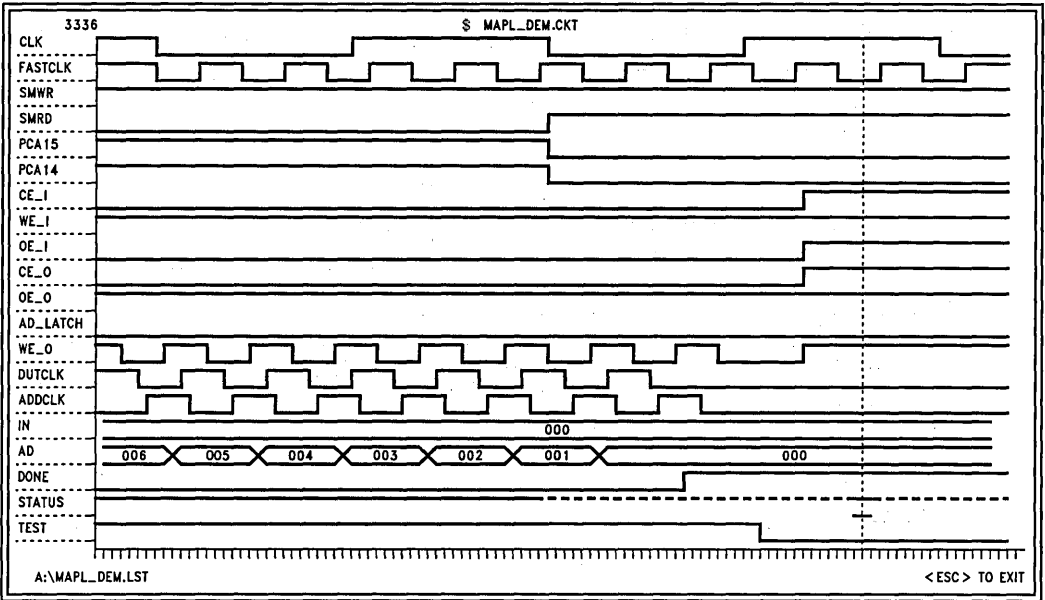 3336 $ MAPL_DEM.CKT
CLK
FASTCLK
SMWR
SMRD
PCA15
PCA14
CE_I
WE_I
OE_I
CE_O
OE_O
AD_LATCH
WE_O
DUTCLK
ADDCLK
IN 000
AD 006 005 004 003 002 001 000
DONE
STATUS
TEST
A:\MAPL_DEM.LST <ESC> TO EXIT